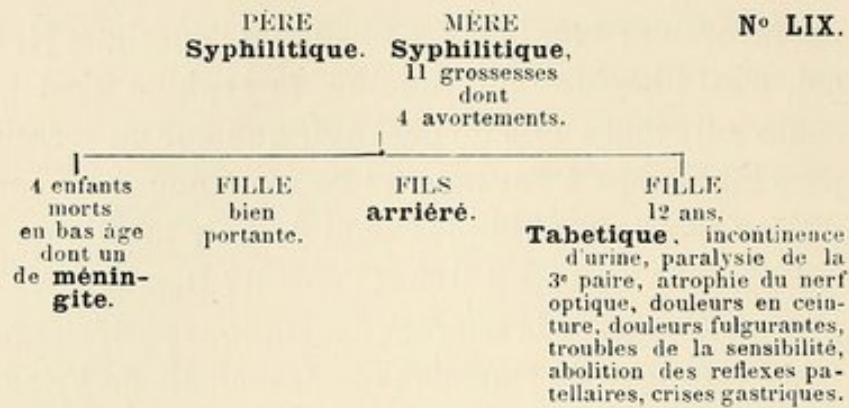 Nº LIX.
PÈRE
Syphilitique.
MÈRE
Syphilitique,
11 grossesses
dont
4 avortements.
4 enfants
morts
en bas âge
dont un
de ménin-
gite.
FILLE
bien
portante.
FILS
arriéré.
FILLE
12 ans,
Tabetique, incontinence
d'urine, paralysie de la
3e paire, atrophie du nerf
optique, douleurs en cein-
ture, douleurs fulgurantes,
troubles de la sensibilité,
abolition des reflexes pa-
tellaires, crises gastriques.